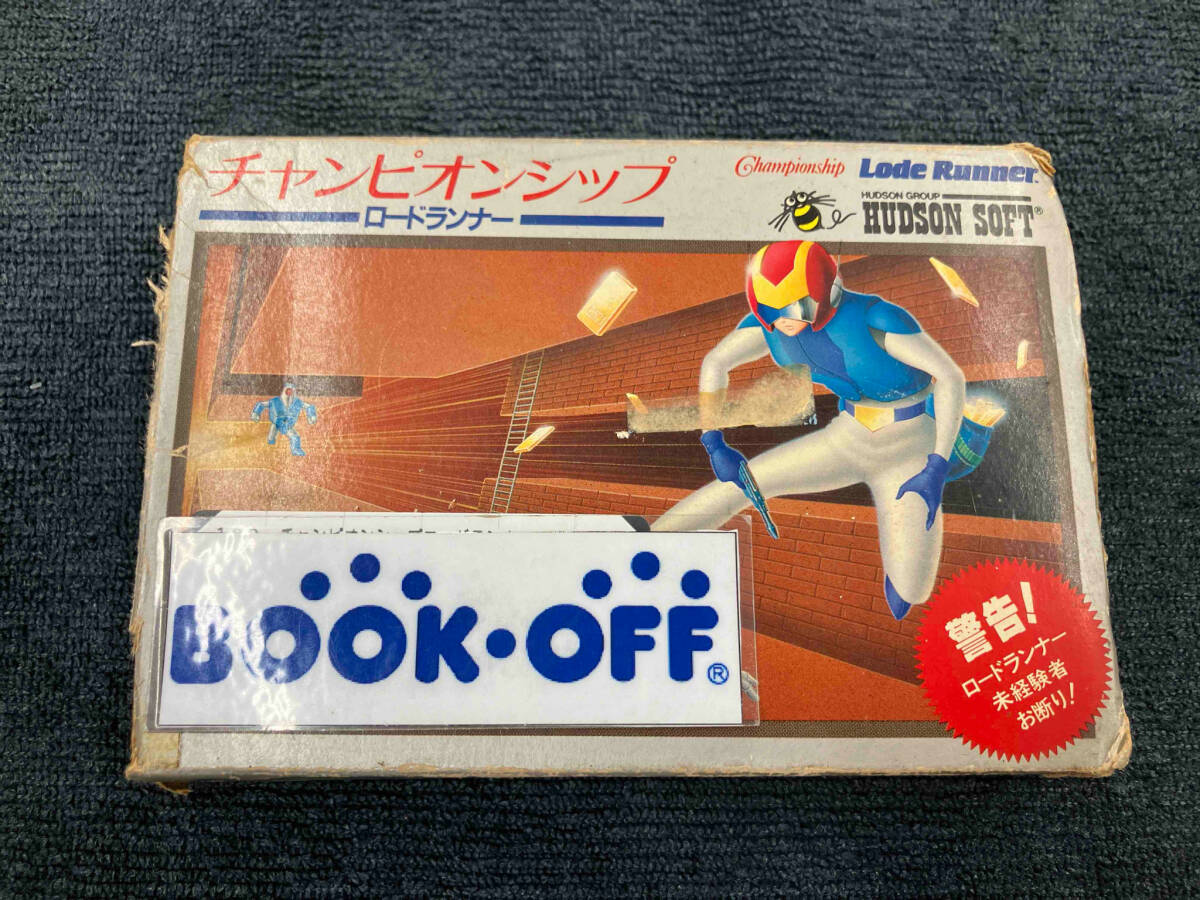 チャンピオンシップ
ロードランナー
Championship Lode Runner
HUDSON GROUP
HUDSON SOFT®
警告!
ロードランナー
未経験者
お断り!
BOOK・OFF®